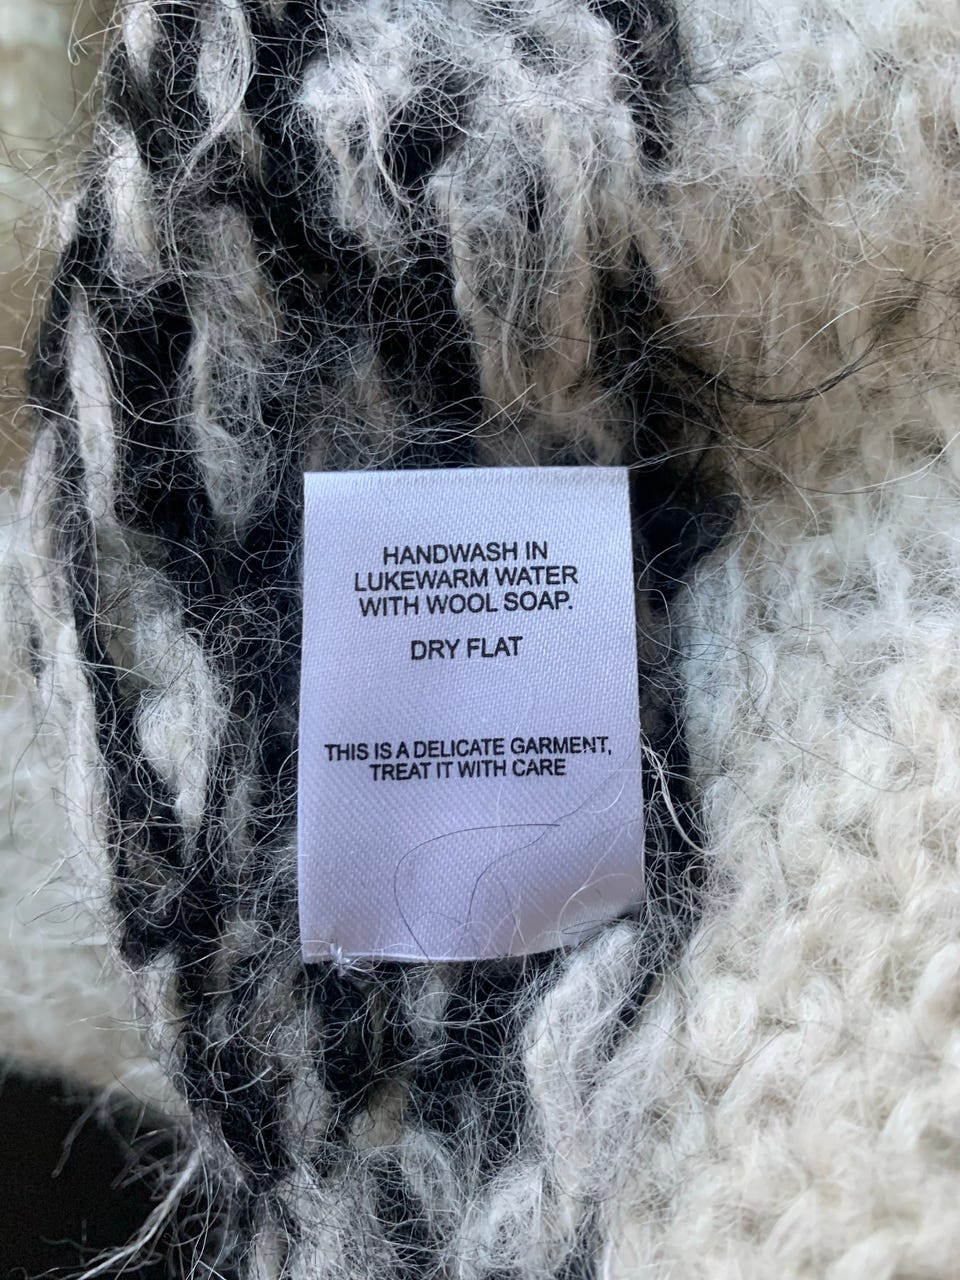 HANDWASH IN
LUKEWARM WATER
WITH WOOL SOAP.
DRY FLAT
THIS IS A DELICATE GARMENT,
TREAT IT WITH CARE